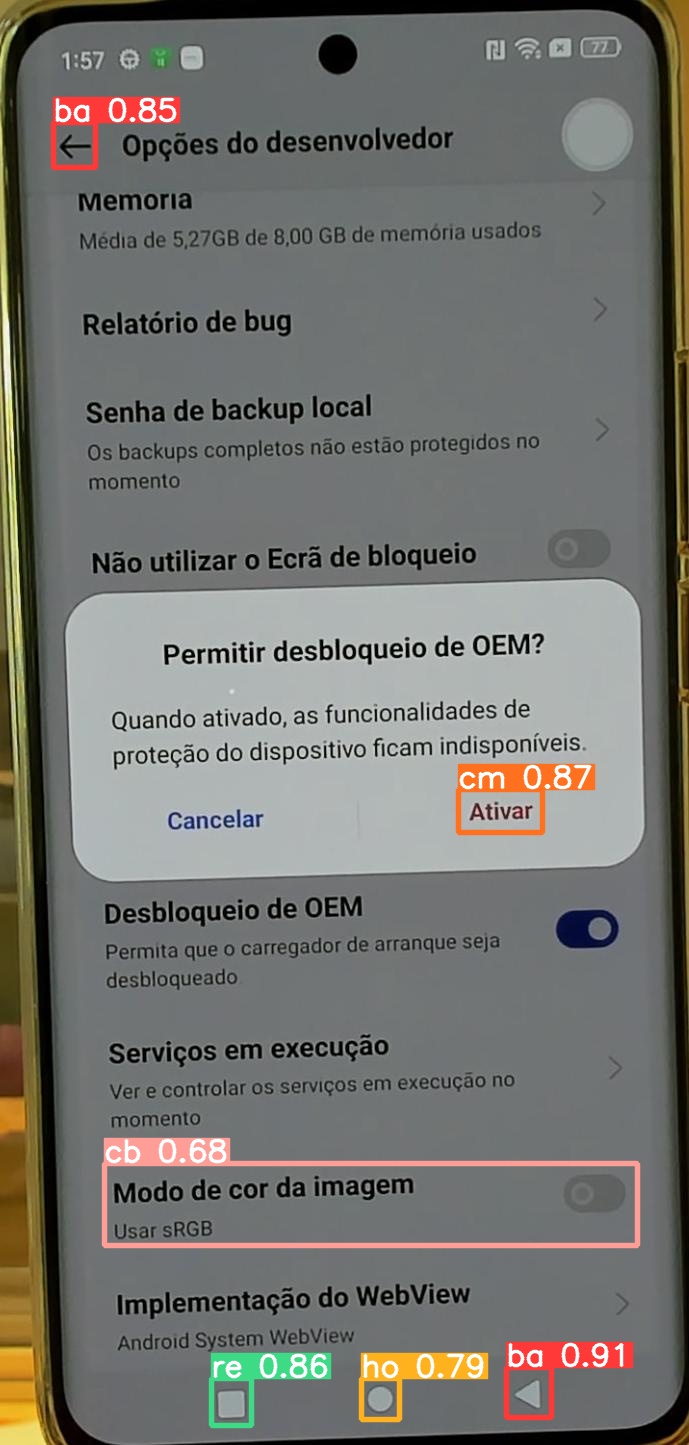 1:57
77
ba 0.85
Opções do desenvolvedor
Memória
Média de 5,27GB de 8,00 GB de memória usados
Relatório de bug
Senha de backup local
Os backups completos não estão protegidos no
momento
Não utilizar o Ecrã de bloqueio
Permitir desbloqueio de OEM?
Quando ativado, as funcionalidades de
proteção do dispositivo ficam indisponíveis.
cm 0.87
Cancelar
Ativar
Desbloqueio de OEM
Permita que o carregador de arranque seja
desbloqueado
Serviços em execução
Ver e controlar os serviços em execução no
momento
cb 0.68
Modo de cor da imagem
Usar sRGB
Implementação do WebView
Android System WebView
re 0.86
ho 0.79
ba 0.91